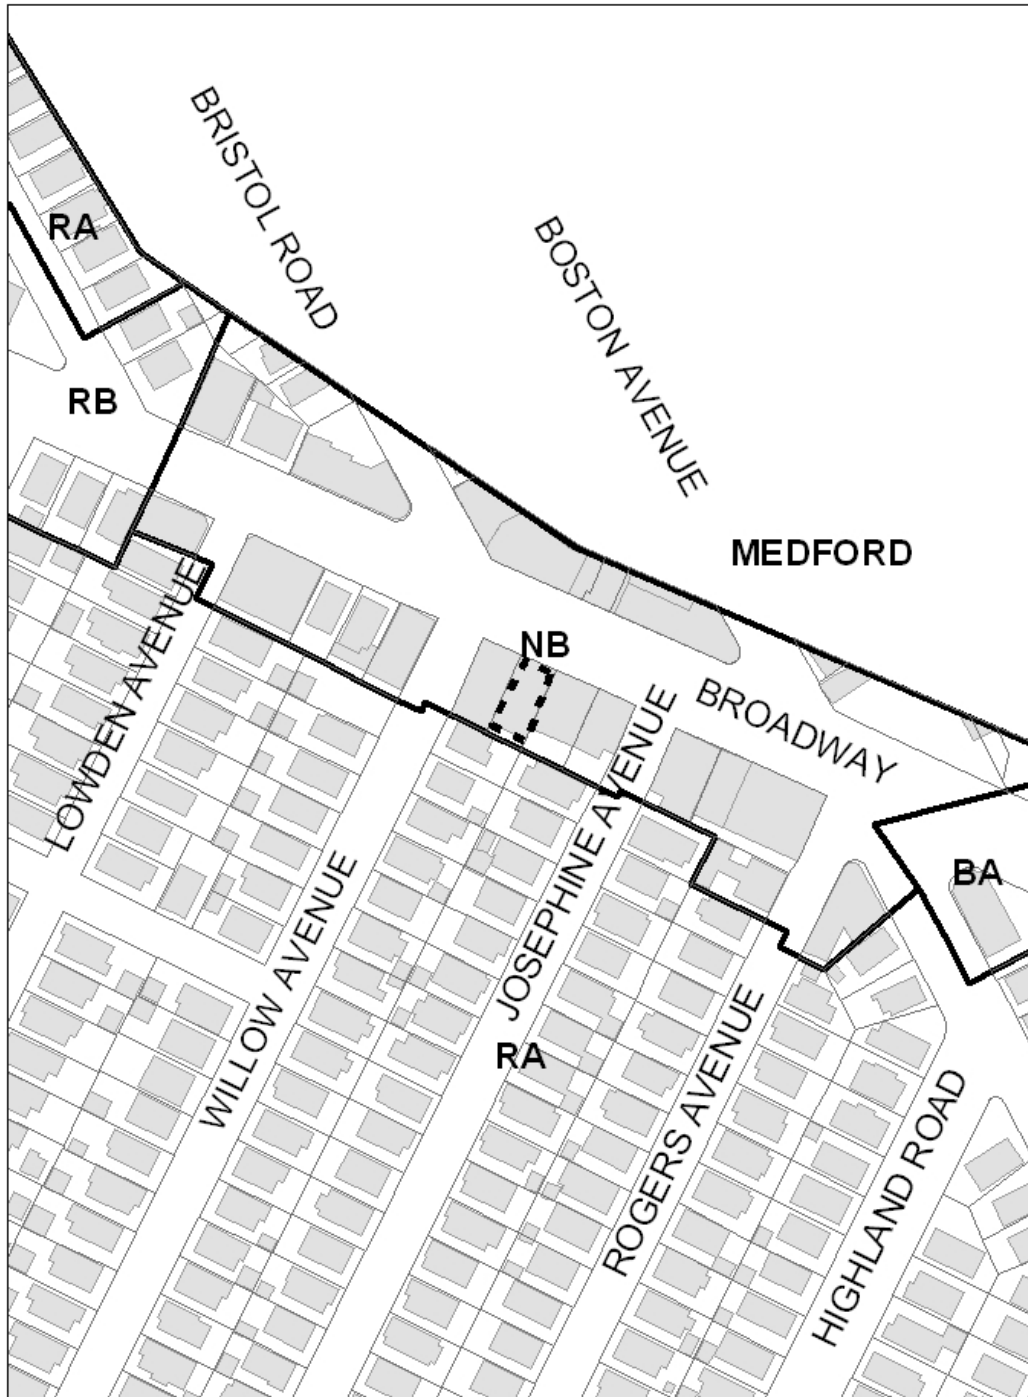 BRISTOL ROAD
BOSTON AVENUE
RA
RB
MEDFORD
NB
BROADWAY
LOWDEN AVENUE
BA
WILLOW AVENUE
JOSEPHINE AVENUE
RA
ROGERS AVENUE
HIGHLAND ROAD